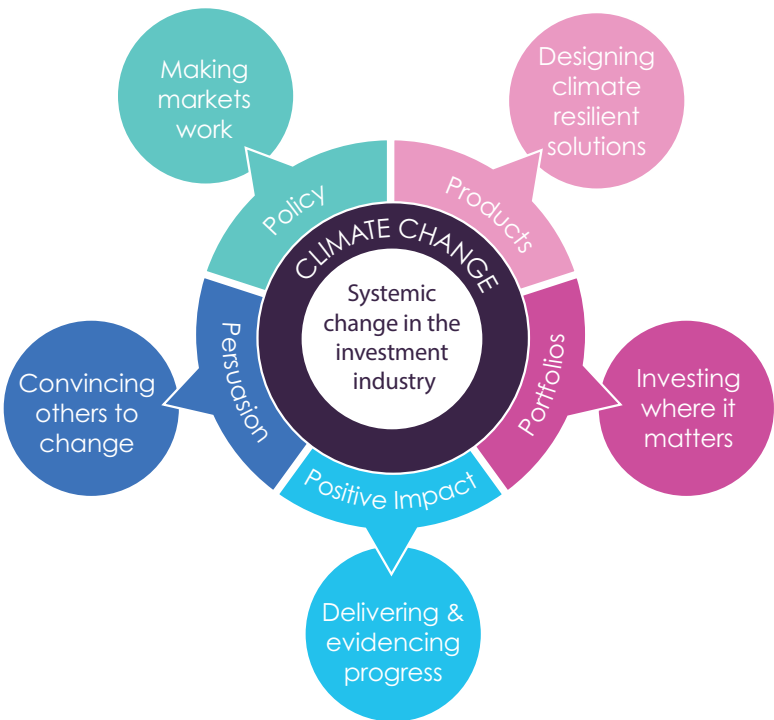 Making
markets
work
Designing
climate
resilient
solutions
Policy
Products
CLIMATE CHANGE
Systemic
change in the
investment
industry
Persuasion
Portfolios
Convincing
others to
change
Investing
where it
matters
Positive Impact
Delivering &
evidencing
progress